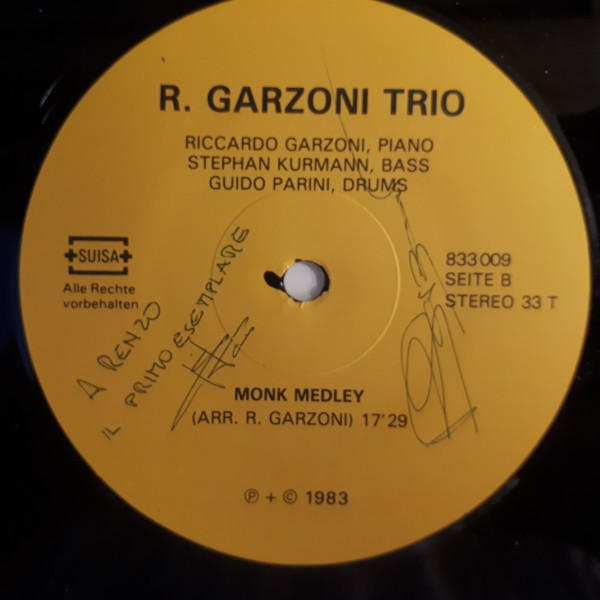 R. GARZONI TRIO
RICCARDO GARZONI, PIANO
STEPHAN KURMANN, BASS
GUIDO PARINI, DRUMS
SUISA
Alle Rechte
vorbehalten
833 009
SEITE B
STEREO 33 T
A RENZO
IL PRIMO ESEMPLARE
MONK MEDLEY
(ARR. R. GARZONI) 17'29
℗ + © 1983